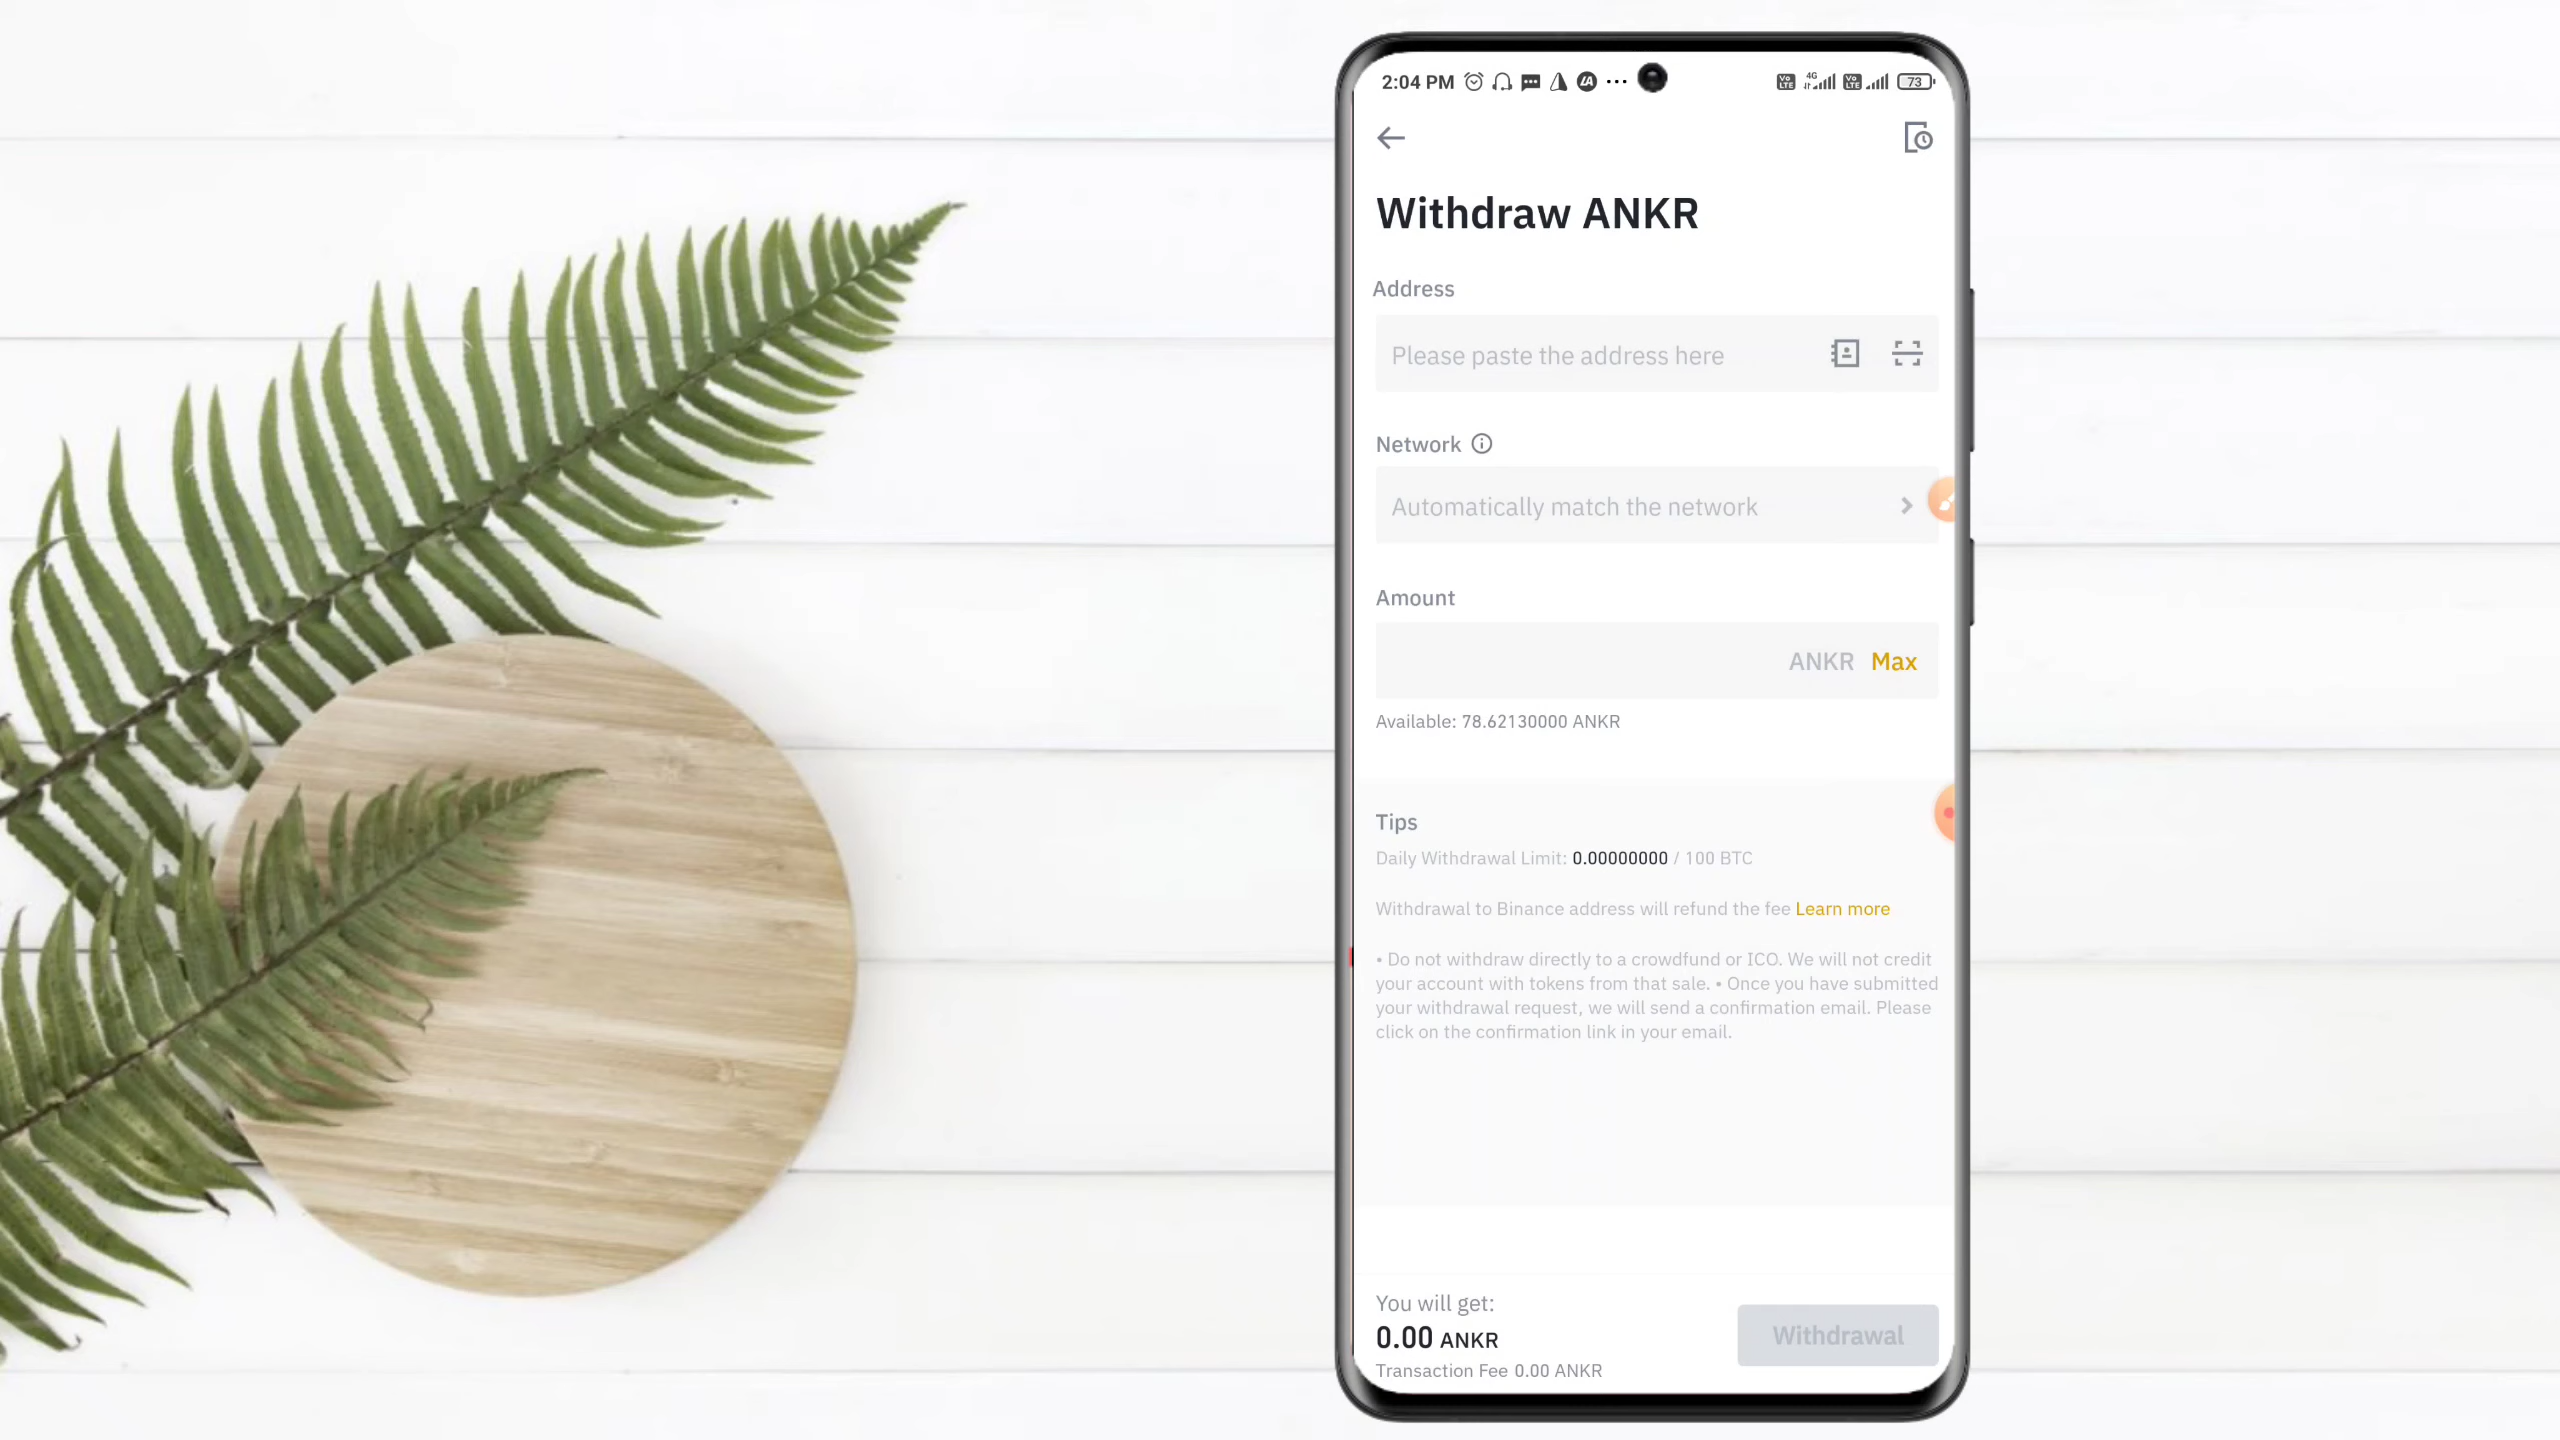 2:04 PM
4G
73
Withdraw ANKR
Address
Please paste the address here
Network
Automatically match the network
Amount
ANKR Max
Available: 78.62130000 ANKR
Tips
Daily Withdrawal Limit: 0.00000000 / 100 BTC
Withdrawal to Binance address will refund the fee Learn more
• Do not withdraw directly to a crowdfund or ICO. We will not credit
your account with tokens from that sale. • Once you have submitted
your withdrawal request, we will send a confirmation email. Please
click on the confirmation link in your email.
You will get:
0.00 ANKR
Withdrawal
Transaction Fee 0.00 ANKR